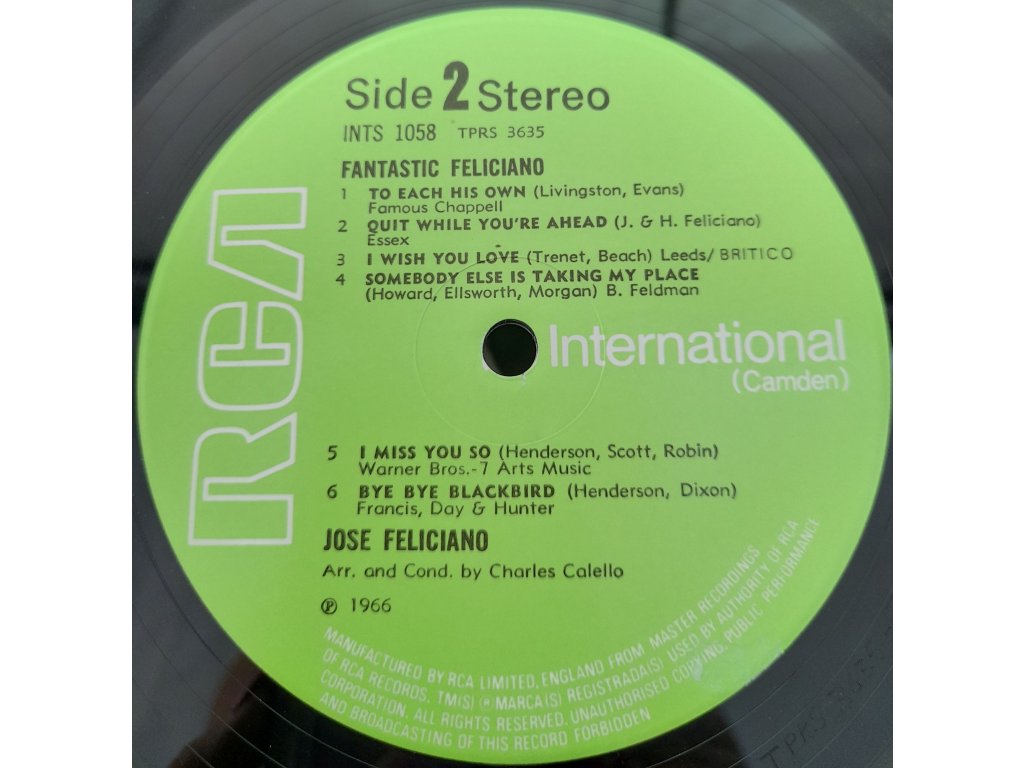 Side 2 Stereo
INTS 1058 TPRS 3635
FANTASTIC FELICIANO
1 TO EACH HIS OWN (Livingston, Evans)
Famous Chappell
2 QUIT WHILE YOU'RE AHEAD (J. & H. Feliciano)
Essex
3 I WISH YOU LOVE (Trenet, Beach) Leeds/ BRITICO
4 SOMEBODY ELSE IS TAKING MY PLACE
(Howard, Ellsworth, Morgan) B. Feldman
RCA
International
(Camden)
5 I MISS YOU SO (Henderson, Scott, Robin)
Warner Bros.-7 Arts Music
6 BYE BYE BLACKBIRD (Henderson, Dixon)
Francis, Day & Hunter
JOSE FELICIANO
Arr. and Cond. by Charles Calello
℗ 1966
MANUFACTURED BY RCA LIMITED, ENGLAND FROM MASTER RECORDINGS
OF RCA RECORDS. TM(S) ® MARCA(S) REGISTRADA(S) USED BY AUTHORITY OF RCA
CORPORATION. ALL RIGHTS RESERVED. UNAUTHORISED COPYING, PUBLIC PERFORMANCE
AND BROADCASTING OF THIS RECORD FORBIDDEN